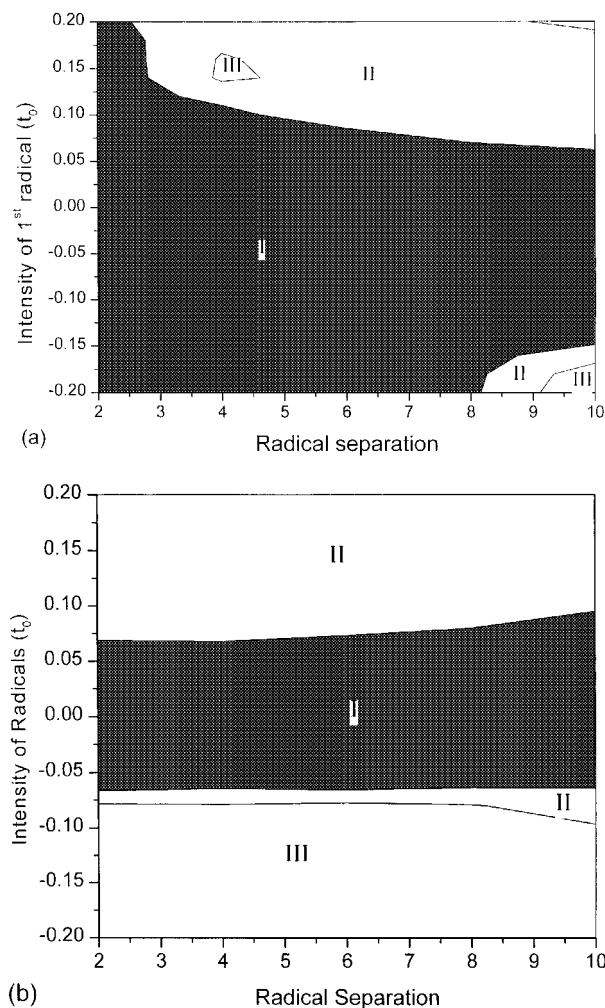 0.20
0.15
0.10
0.05
0.00
-0.05
-0.10
-0.15
-0.20
Intensity of 1st radical (t0)
III
II
I
II
III
2 3 4 5 6 7 8 9 10
(a)
Radical separation
0.20
0.15
0.10
0.05
0.00
-0.05
-0.10
-0.15
-0.20
Intensity of Radicals (t0)
II
I
II
III
2 3 4 5 6 7 8 9 10
(b)
Radical Separation